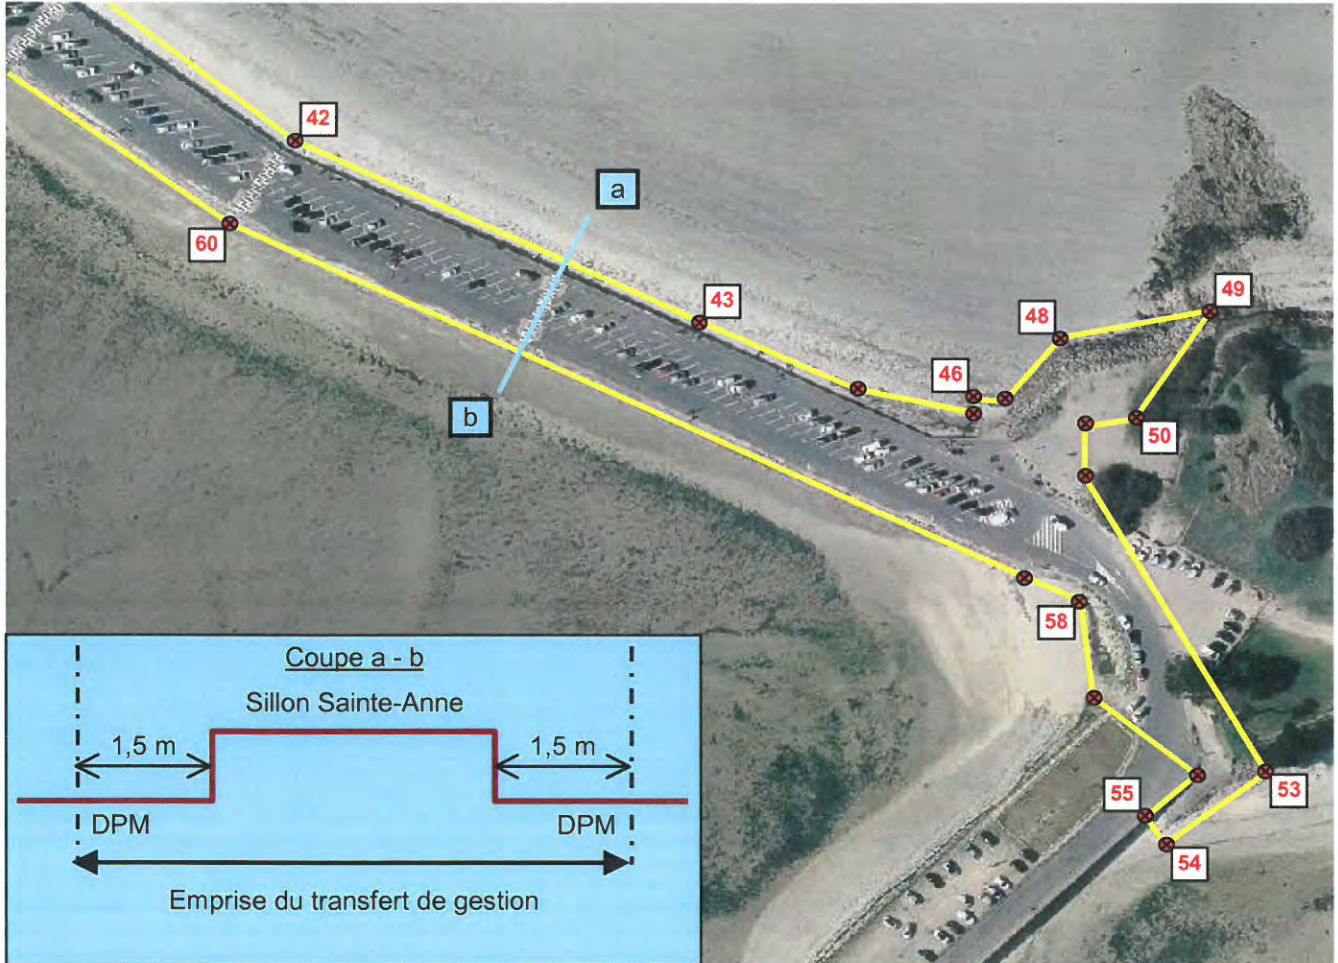 42
a
60
43
49
48
46
b
50
58
Coupe a - b
Sillon Sainte-Anne
1,5 m
1,5 m
DPM
DPM
Emprise du transfert de gestion
53
55
54